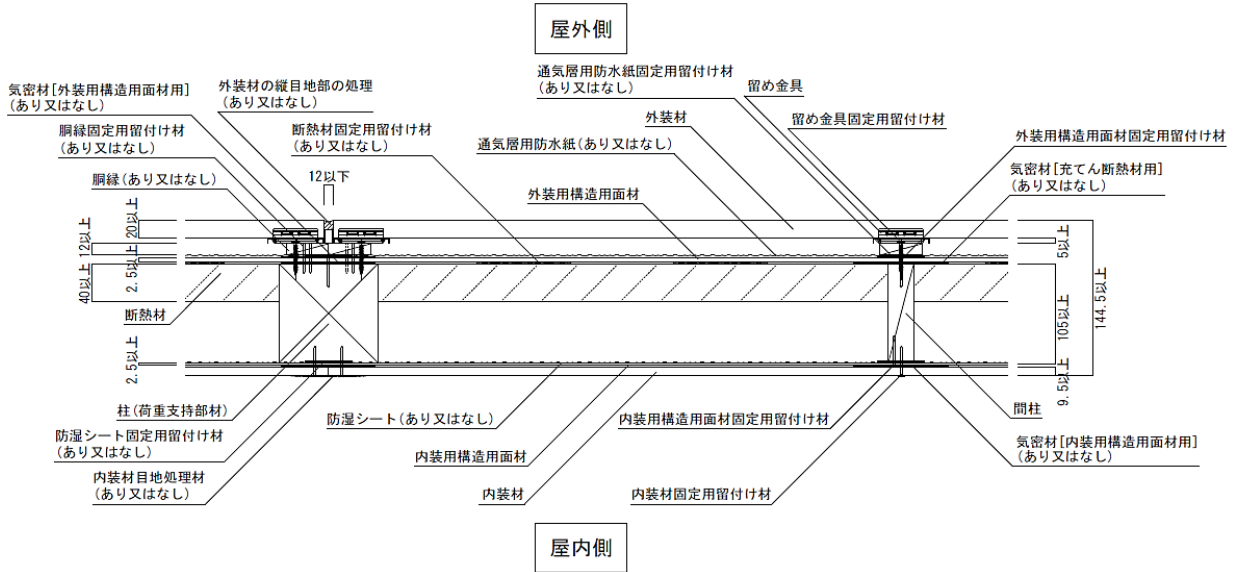 屋外側
通気層用防水紙固定用留付け材
(あり又はなし)
留め金具
気密材[外装用構造用面材用]
(あり又はなし)
外装材の縦目地部の処理
(あり又はなし)
外装材
留め金具固定用留付け材
胴縁固定用留付け材
(あり又はなし)
断熱材固定用留付け材
(あり又はなし)
通気層用防水紙(あり又はなし)
外装用構造用面材固定用留付け材
胴縁(あり又はなし)
12以下
外装用構造用面材
気密材[充てん断熱材用]
(あり又はなし)
20以上
12以上
2.5以上
40以上
5以上
105以上
144.5以上
断熱材
2.5以上
9.5以上
柱(荷重支持部材)
防湿シート(あり又はなし)
内装用構造用面材固定用留付け材
間柱
防湿シート固定用留付け材
(あり又はなし)
内装用構造用面材
気密材[内装用構造用面材用]
(あり又はなし)
内装材目地処理材
(あり又はなし)
内装材
内装材固定用留付け材
屋内側